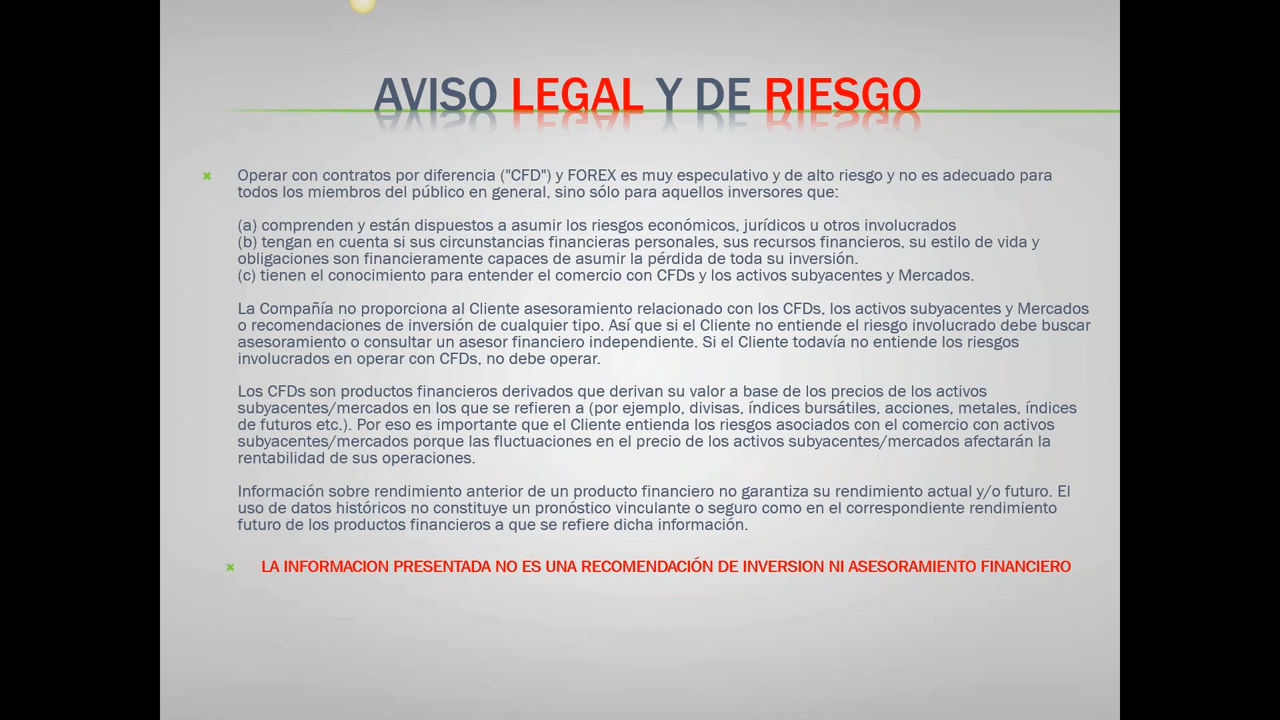 AVISO LEGAL Y DE RIESGO
Operar con contratos por diferencia ("CFD") y FOREX es muy especulativo y de alto riesgo y no es adecuado para
todos los miembros del público en general, sino sólo para aquellos inversores que:
(a) comprenden y están dispuestos a asumir los riesgos económicos, jurídicos u otros involucrados
(b) tengan en cuenta si sus circunstancias financieras personales, sus recursos financieros, su estilo de vida y
obligaciones son financieramente capaces de asumir la pérdida de toda su inversión.
(c) tienen el conocimiento para entender el comercio con CFDs y los activos subyacentes y Mercados.
La Compañía no proporciona al Cliente asesoramiento relacionado con los CFDs, los activos subyacentes y Mercados
o recomendaciones de inversión de cualquier tipo. Así que si el Cliente no entiende el riesgo involucrado debe buscar
asesoramiento o consultar un asesor financiero independiente. Si el Cliente todavía no entiende los riesgos
involucrados en operar con CFDs, no debe operar.
Los CFDs son productos financieros derivados que derivan su valor a base de los precios de los activos
subyacentes/mercados en los que se refieren a (por ejemplo, divisas, índices bursátiles, acciones, metales, índices
de futuros etc.). Por eso es importante que el Cliente entienda los riesgos asociados con el comercio con activos
subyacentes/mercados porque las fluctuaciones en el precio de los activos subyacentes/mercados afectarán la
rentabilidad de sus operaciones.
Información sobre rendimiento anterior de un producto financiero no garantiza su rendimiento actual y/o futuro. El
uso de datos históricos no constituye un pronóstico vinculante o seguro como en el correspondiente rendimiento
futuro de los productos financieros a que se refiere dicha información.
LA INFORMACION PRESENTADA NO ES UNA RECOMENDACIÓN DE INVERSION NI ASESORAMIENTO FINANCIERO